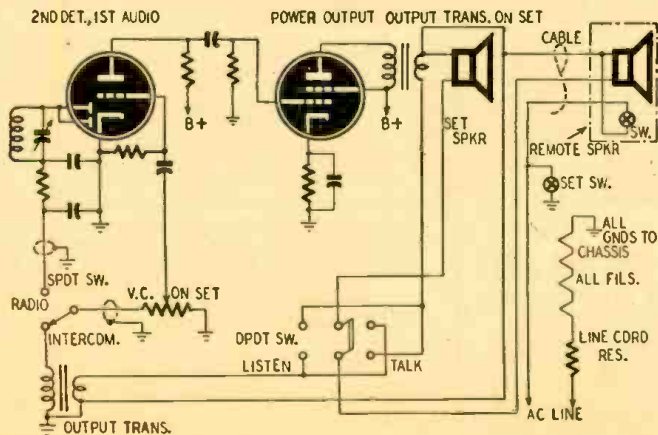 2ND DET., 1ST AUDIO
POWER OUTPUT
OUTPUT TRANS. ON SET
CABLE
B+
B+
SET
SPKR
SW.
REMOTE SPKR
SET SW.
ALL
GNDS TO
CHASSIS
ALL FILS.
SPDT SW.
RADIO
V.C. ON SET
INTERCOM.
DPDT SW.
LISTEN
TALK
LINE CORD
RES.
AC LINE
OUTPUT TRANS.